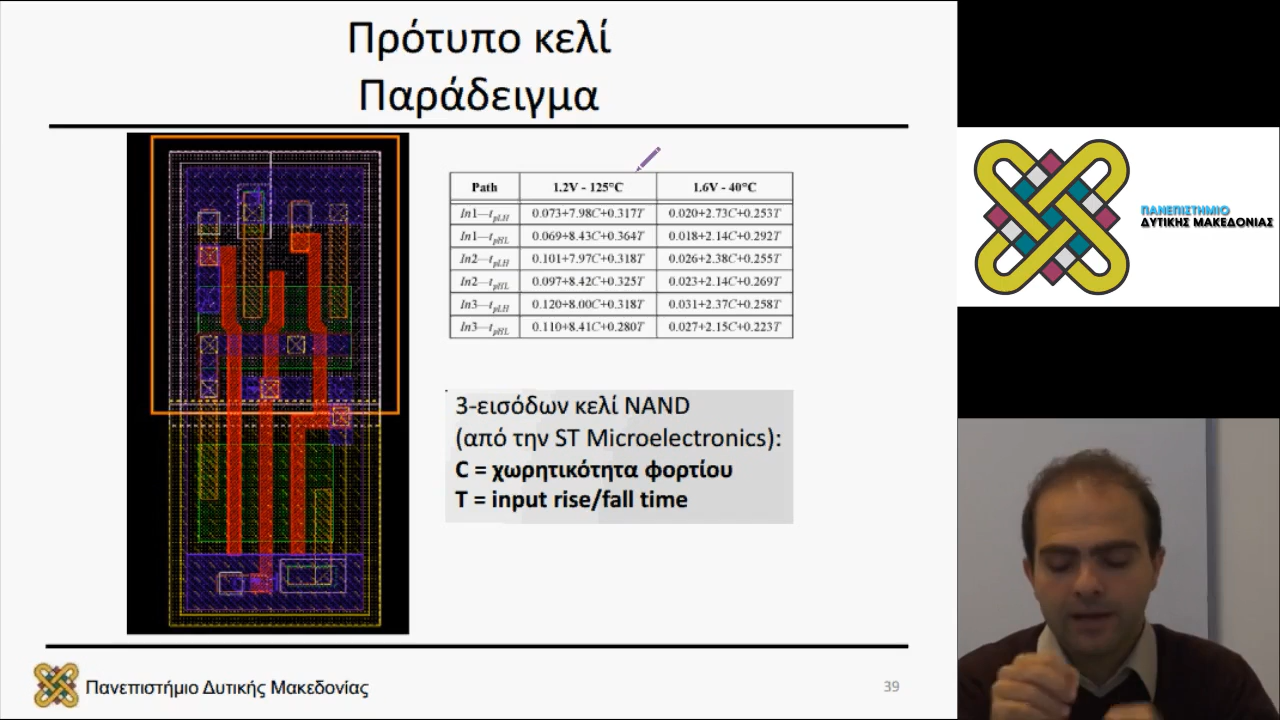 Πρότυπο κελί
Παράδειγμα
Path 1.2V - 125°C 1.6V - 40°C
In1—tpLH 0.073+7.98C+0.317T 0.020+2.73C+0.253T
In1—tpHL 0.069+8.43C+0.364T 0.018+2.14C+0.292T
In2—tpLH 0.101+7.97C+0.318T 0.026+2.38C+0.255T
In2—tpHL 0.097+8.42C+0.325T 0.023+2.14C+0.269T
In3—tpLH 0.120+8.00C+0.318T 0.031+2.37C+0.258T
In3—tpHL 0.110+8.41C+0.280T 0.027+2.15C+0.223T
3-εισόδων κελί NAND
(από την ST Microelectronics):
C = χωρητικότητα φορτίου
T = input rise/fall time
Πανεπιστήμιο Δυτικής Μακεδονίας
39
ΠΑΝΕΠΙΣΤΗΜΙΟ
ΔΥΤΙΚΗΣ ΜΑΚΕΔΟΝΙΑΣ